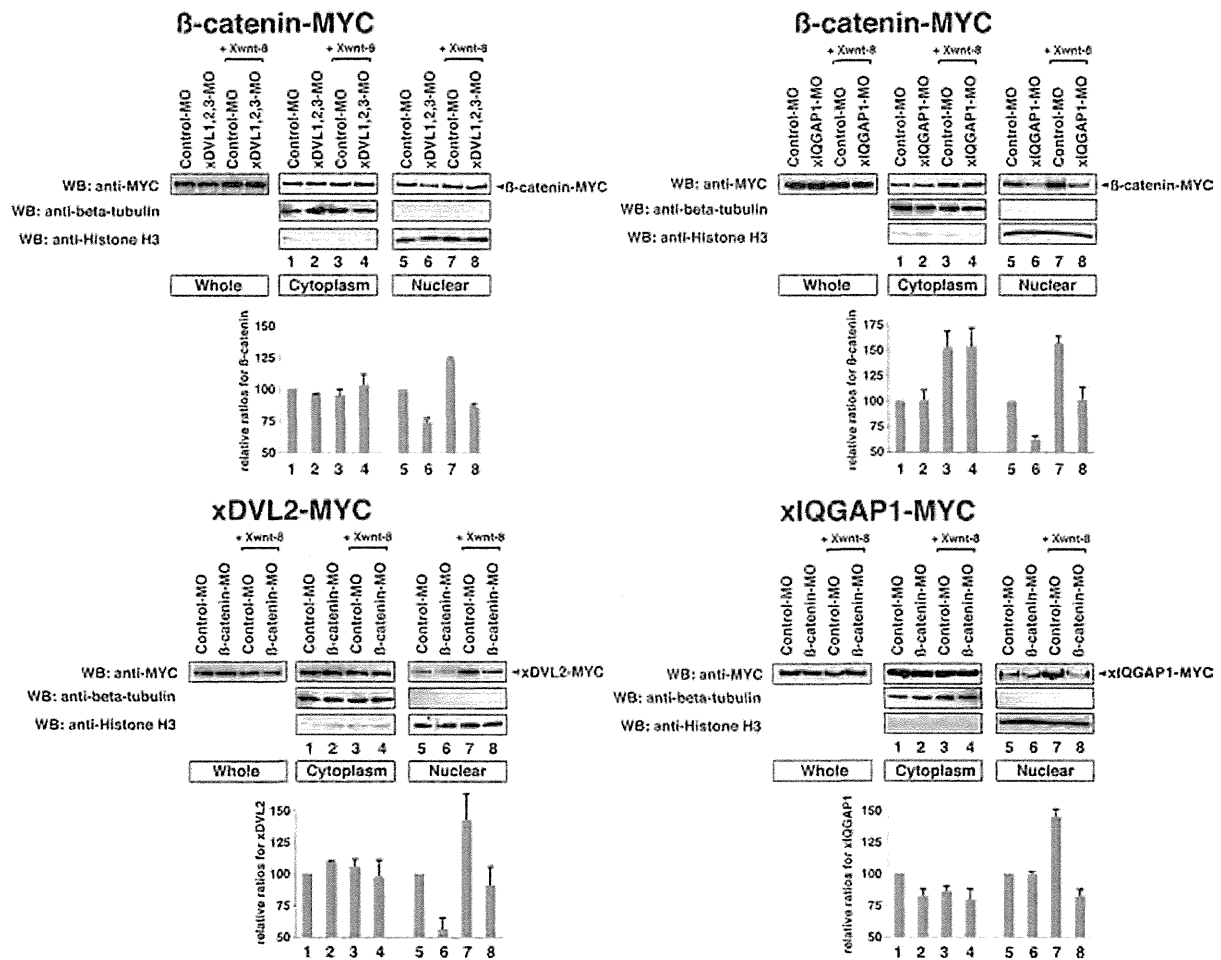 ß-catenin-MYC
+ Xwnt-8
Control-MO
xDVL1,2,3-MO
Control-MO
xDVL1,2,3-MO
Control-MO
xDVL1,2,3-MO
Control-MO
xDVL1,2,3-MO
Control-MO
xDVL1,2,3-MO
Control-MO
xDVL1,2,3-MO
+ Xwnt-8
+ Xwnt-8
WB: anti-MYC
ß-catenin-MYC
WB: anti-beta-tubulin
WB: anti-Histone H3
1 2 3 4 5 6 7 8
Whole Cytoplasm Nuclear
relative ratios for ß-catenin
150
125
100
75
50
1 2 3 4 5 6 7 8
ß-catenin-MYC
+ Xwnt-8
+ Xwnt-8
+ Xwnt-8
Control-MO
xIQGAP1-MO
Control-MO
xIQGAP1-MO
Control-MO
xIQGAP1-MO
Control-MO
xIQGAP1-MO
Control-MO
xIQGAP1-MO
Control-MO
xIQGAP1-MO
WB: anti-MYC
ß-catenin-MYC
WB: anti-beta-tubulin
WB: anti-Histone H3
1 2 3 4 5 6 7 8
Whole Cytoplasm Nuclear
relative ratios for ß-catenin
175
150
125
100
75
50
1 2 3 4 5 6 7 8
xDVL2-MYC
+ Xwnt-8
+ Xwnt-8
+ Xwnt-8
Control-MO
ß-catenin-MO
Control-MO
ß-catenin-MO
Control-MO
ß-catenin-MO
Control-MO
ß-catenin-MO
Control-MO
ß-catenin-MO
Control-MO
ß-catenin-MO
WB: anti-MYC
xDVL2-MYC
WB: anti-beta-tubulin
WB: anti-Histone H3
1 2 3 4 5 6 7 8
Whole Cytoplasm Nuclear
relative ratios for xDVL2
150
125
100
75
50
1 2 3 4 5 6 7 8
xIQGAP1-MYC
+ Xwnt-8
+ Xwnt-8
+ Xwnt-8
Control-MO
ß-catenin-MO
Control-MO
ß-catenin-MO
Control-MO
ß-catenin-MO
Control-MO
ß-catenin-MO
Control-MO
ß-catenin-MO
Control-MO
ß-catenin-MO
WB: anti-MYC
xIQGAP1-MYC
WB: anti-beta-tubulin
WB: anti-Histone H3
1 2 3 4 5 6 7 8
Whole Cytoplasm Nuclear
relative ratios for xIQGAP1
150
125
100
75
50
1 2 3 4 5 6 7 8